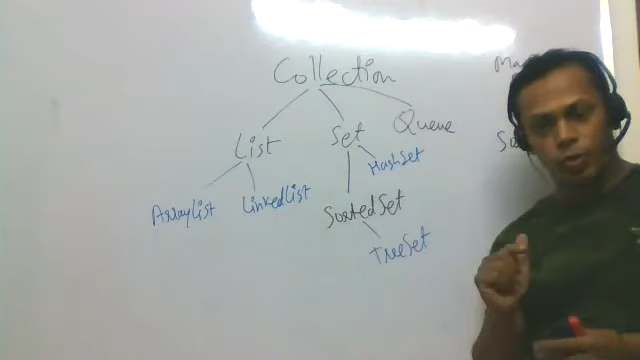 Collection
List
Set
Queue
HashSet
ArrayList
LinkedList
SortedSet
TreeSet